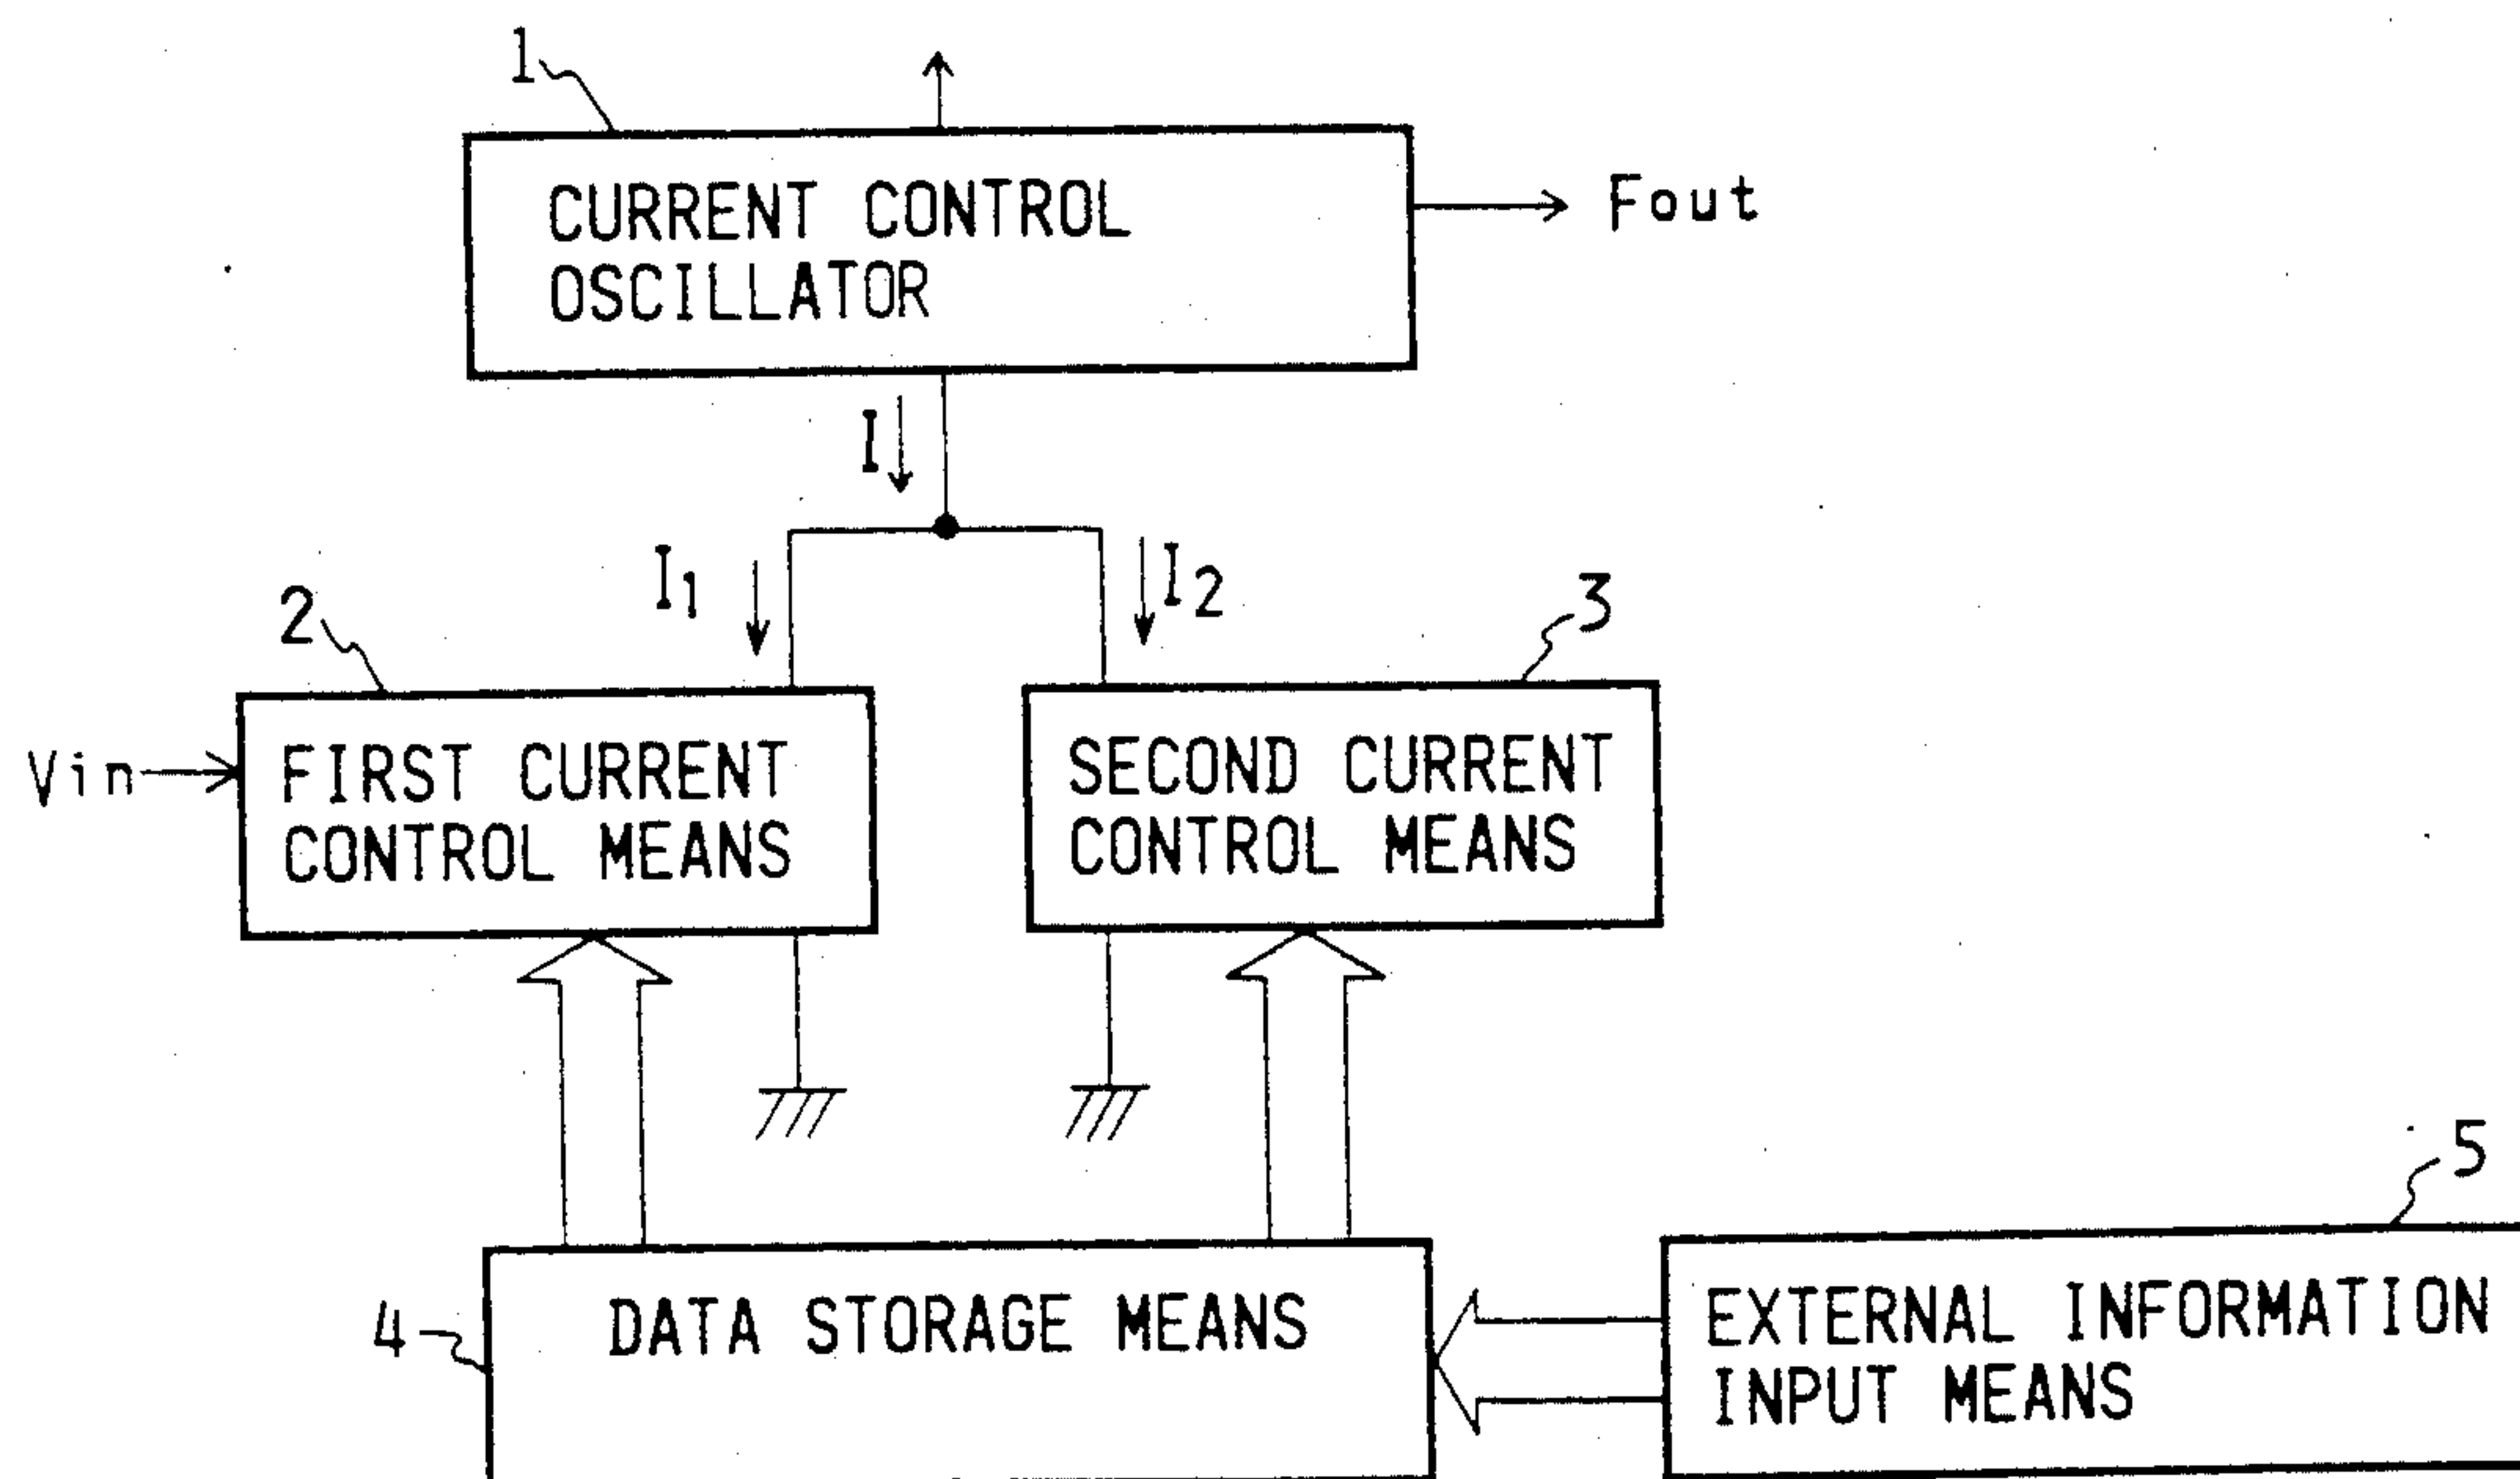 1
CURRENT CONTROL
OSCILLATOR
Fout
I
I1
I2
2
3
Vin
FIRST CURRENT
CONTROL MEANS
SECOND CURRENT
CONTROL MEANS
5
4
DATA STORAGE MEANS
EXTERNAL INFORMATION
INPUT MEANS